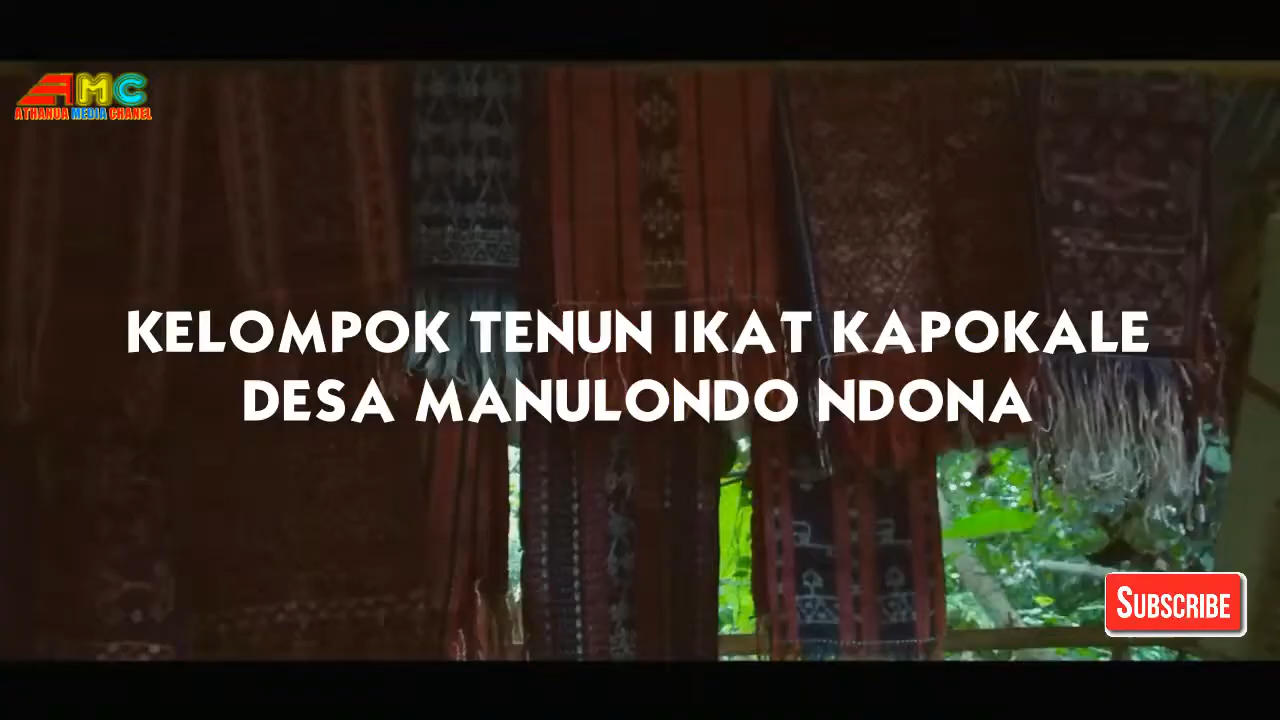 AMC
ATHANUA MEDIA CHANEL
KELOMPOK TENUN IKAT KAPOKALE
DESA MANULONDO NDONA
SUBSCRIBE